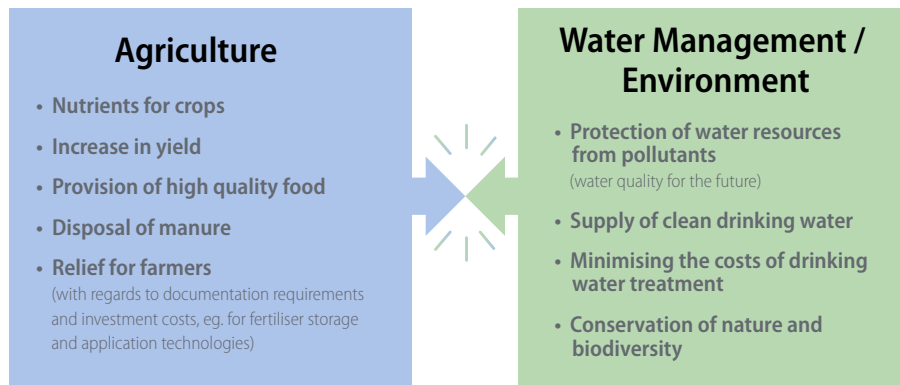 Agriculture
• Nutrients for crops
• Increase in yield
• Provision of high quality food
• Disposal of manure
• Relief for farmers
(with regards to documentation requirements
and investment costs, eg. for fertiliser storage
and application technologies)
Water Management /
Environment
• Protection of water resources
from pollutants
(water quality for the future)
• Supply of clean drinking water
• Minimising the costs of drinking
water treatment
• Conservation of nature and
biodiversity